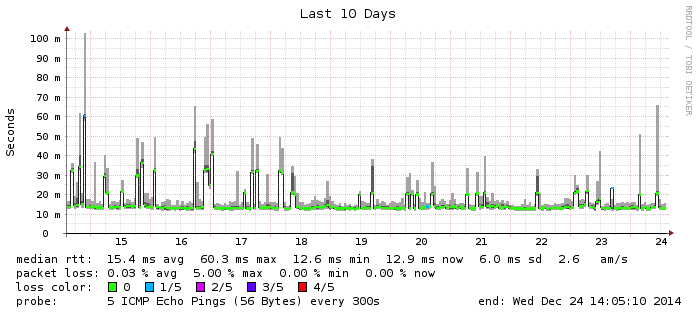 Last 10 Days
RRDTOOL / TOBI OETIKER
Seconds
100 m
90 m
80 m
70 m
60 m
50 m
40 m
30 m
20 m
10 m
0
15 16 17 18 19 20 21 22 23 24
median rtt: 15.4 ms avg 60.3 ms max 12.6 ms min 12.9 ms now 6.0 ms sd 2.6 am/s
packet loss: 0.03 % avg 5.00 % max 0.00 % min 0.00 % now
loss color: 0 1/5 2/5 3/5 4/5
probe: 5 ICMP Echo Pings (56 Bytes) every 300s end: Wed Dec 24 14:05:10 2014